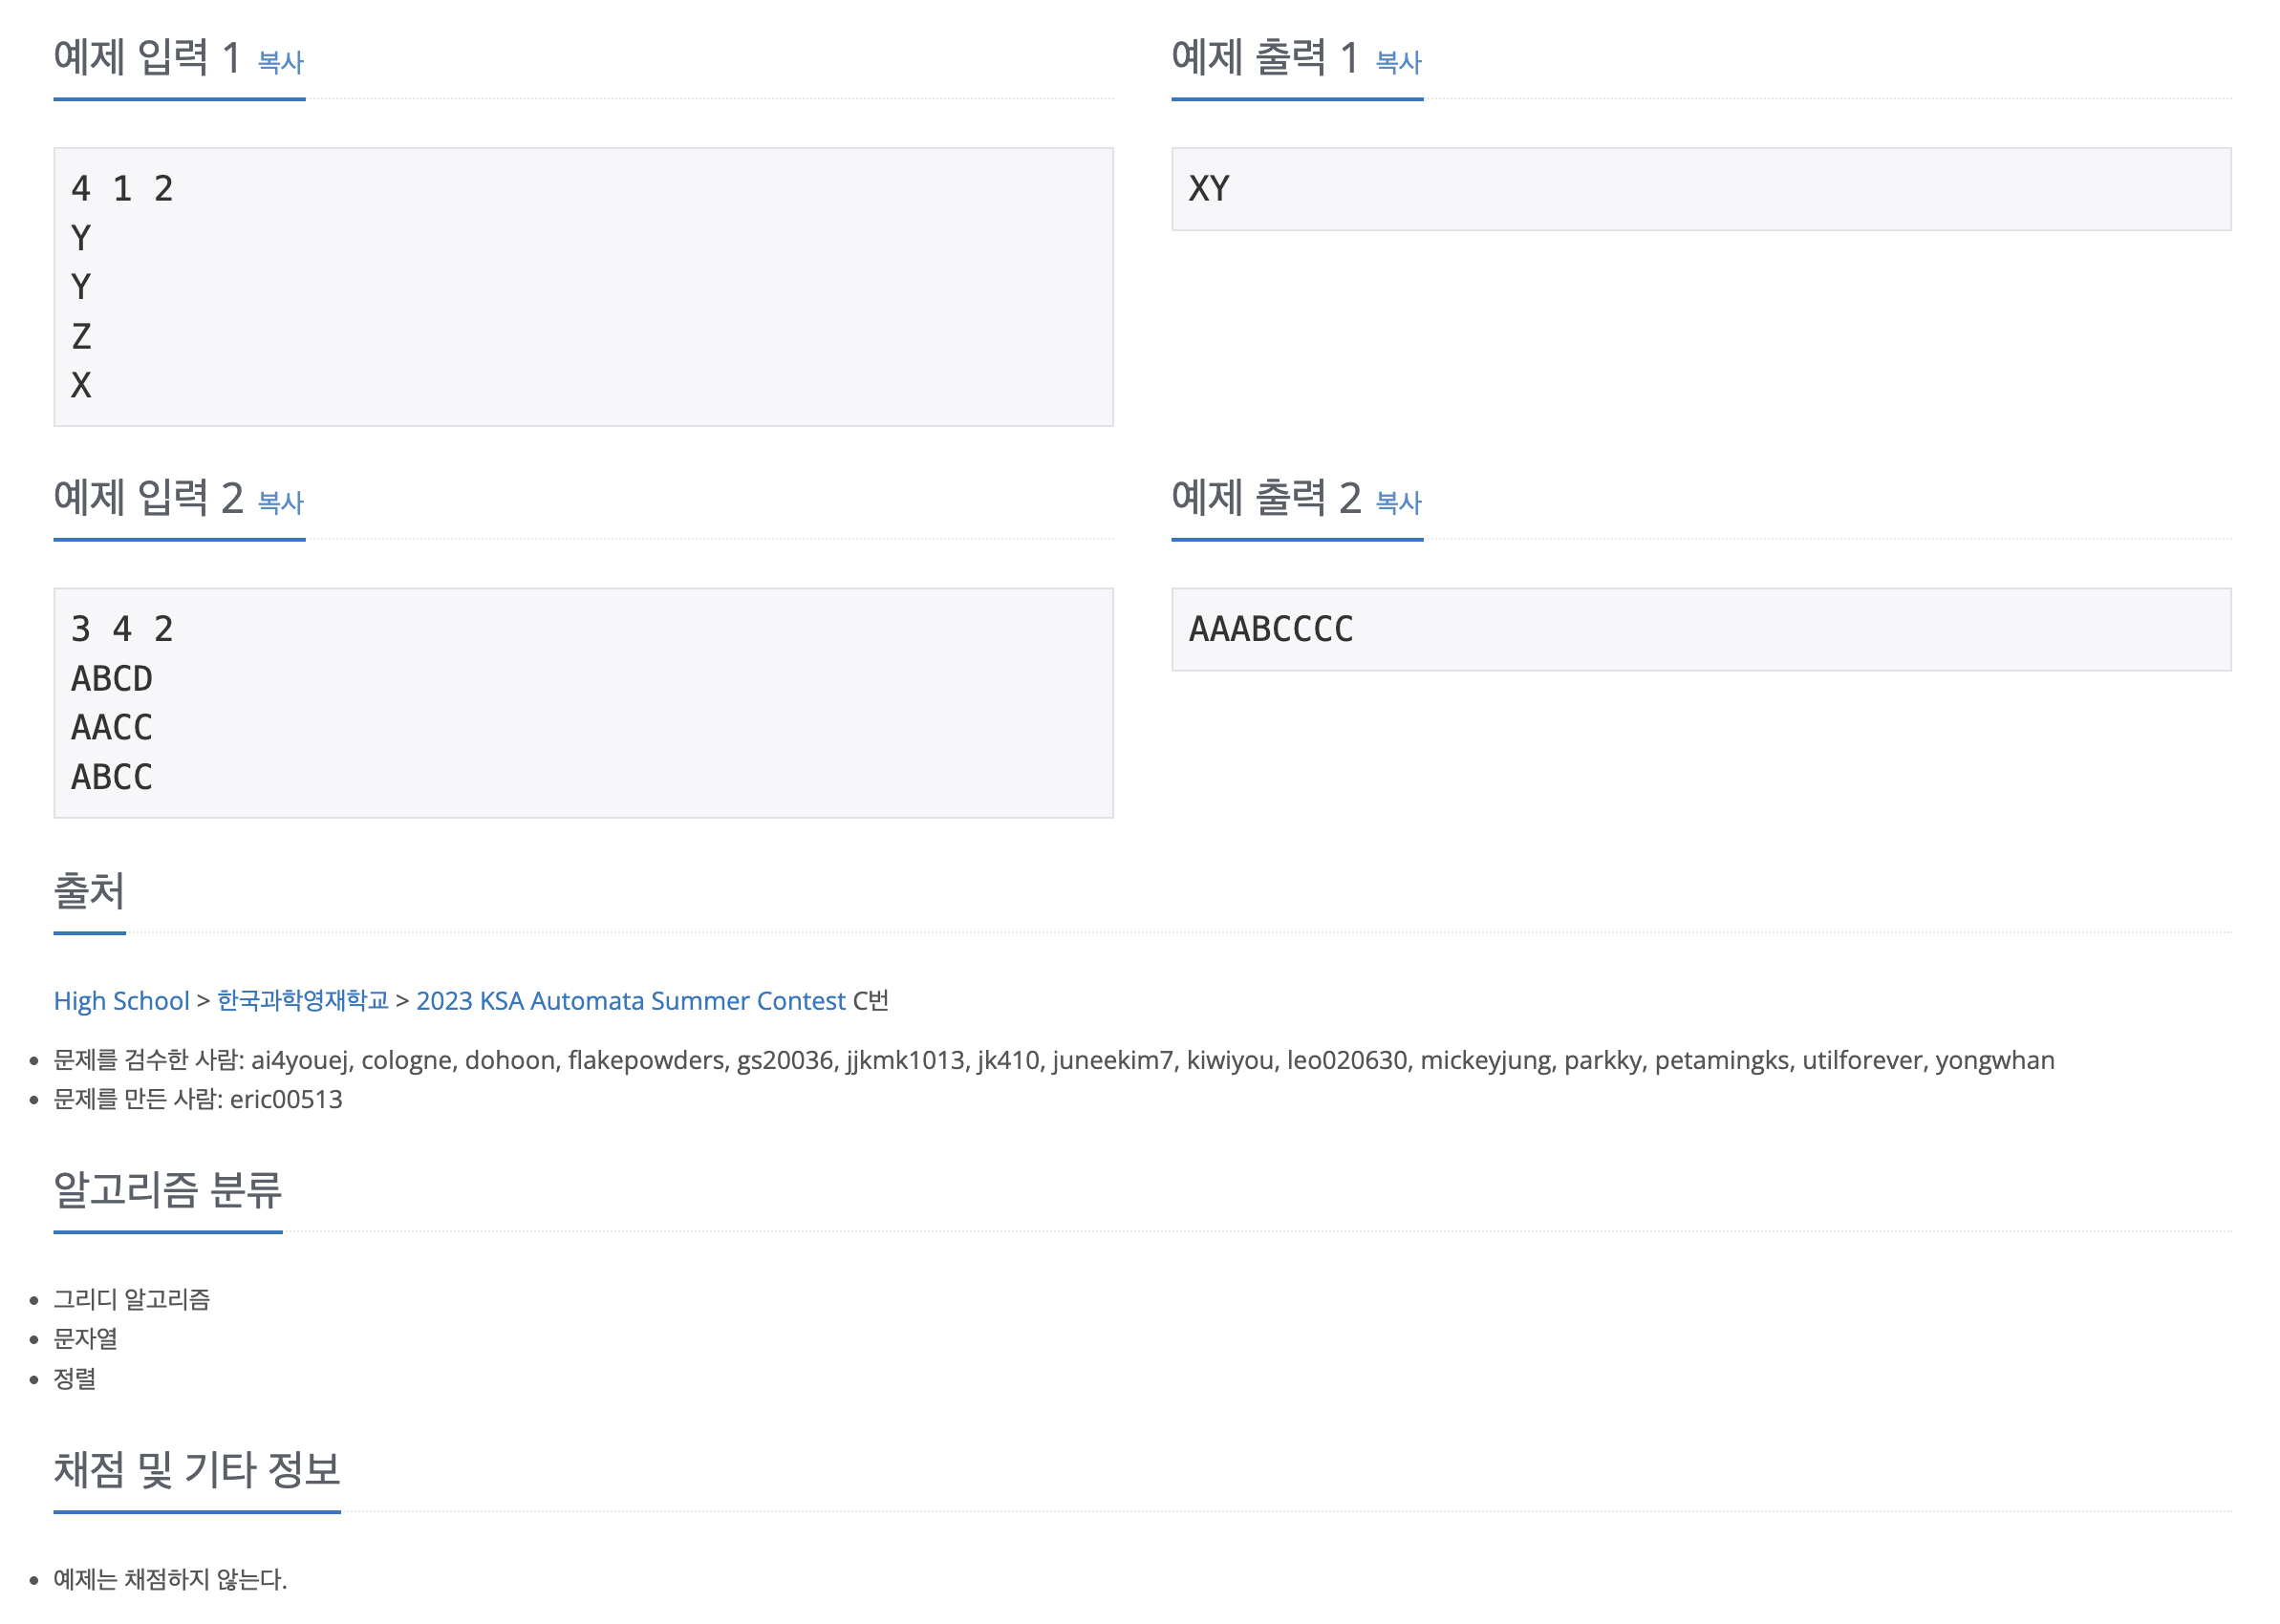 예제 입력 1 복사
4 1 2
Y
Y
Z
X
예제 출력 1 복사
XY
예제 입력 2 복사
3 4 2
ABCD
AACC
ABCC
예제 출력 2 복사
AAABCCCC
출처
High School > 한국과학영재학교 > 2023 KSA Automata Summer Contest C번
문제를 검수한 사람: ai4youej, cologne, dohoon, flakepowders, gs20036, jjkmk1013, jk410, juneekim7, kiwiyou, leo020630, mickeyjung, parkky, petamingks, utilforever, yongwhan
문제를 만든 사람: eric00513
알고리즘 분류
그리디 알고리즘
문자열
정렬
채점 및 기타 정보
예제는 채점하지 않는다.